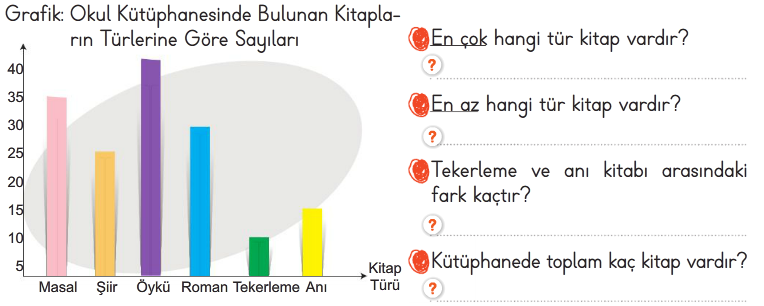 Grafik: Okul Kütüphanesinde Bulunan Kitapla-
rın Türlerine Göre Sayıları
40
35
30
25
20
15
10
5
Masal Şiir Öykü Roman Tekerleme Anı
Kitap
Türü
En çok hangi tür kitap vardır?
?
En az hangi tür kitap vardır?
?
Tekerleme ve anı kitabı arasındaki
fark kaçtır?
?
Kütüphanede toplam kaç kitap vardır?
?